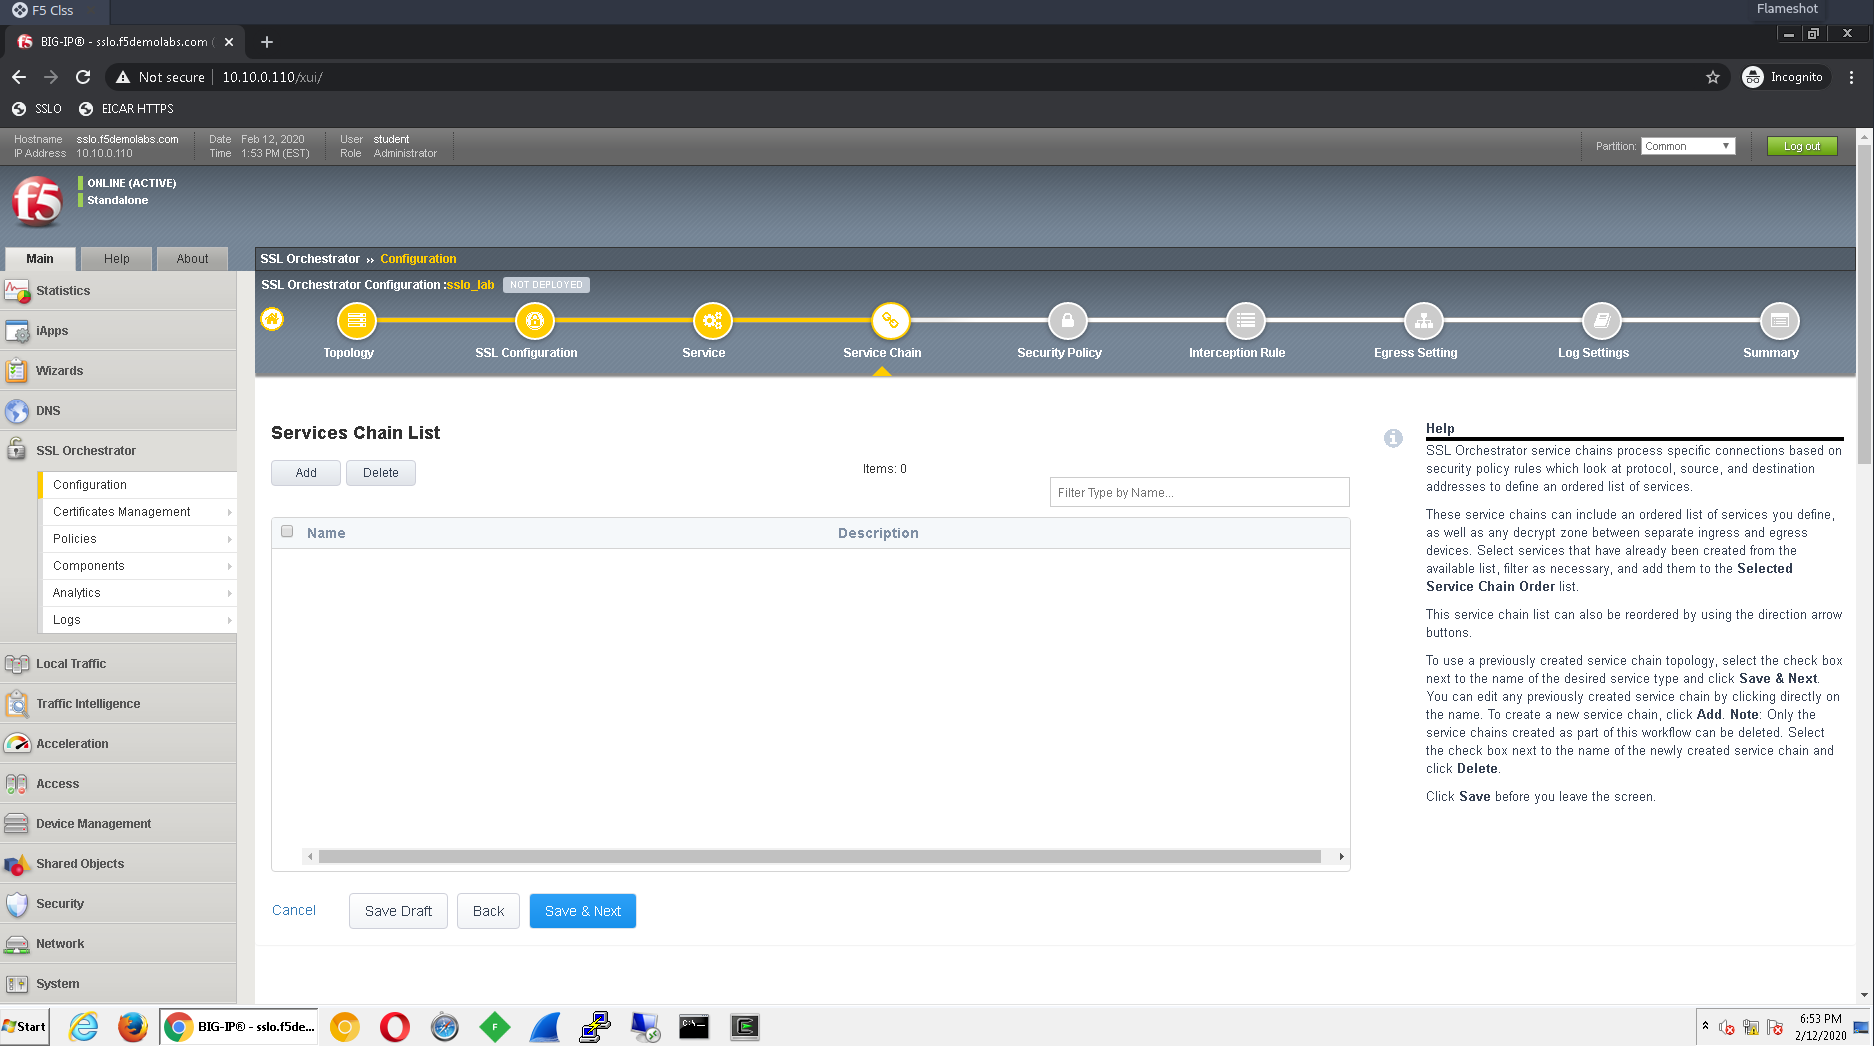 F5 Clss
Flameshot
BIG-IP® - sslo.f5demolabs.com (
Not secure
10.10.0.110/xui/
Incognito
SSLO
EICAR HTTPS
Hostname sslo.f5demolabs.com Date Feb 12, 2020 User student
IP Address 10.10.0.110 Time 1:53 PM (EST) Role Administrator
Partition: Common
Log out
f5
ONLINE (ACTIVE)
Standalone
Main Help About
SSL Orchestrator ›› Configuration
SSL Orchestrator Configuration :sslo_lab NOT DEPLOYED
Topology
SSL Configuration
Service
Service Chain
Security Policy
Interception Rule
Egress Setting
Log Settings
Summary
Statistics
iApps
Wizards
DNS
SSL Orchestrator
Configuration
Certificates Management
Policies
Components
Analytics
Logs
Local Traffic
Traffic Intelligence
Acceleration
Access
Device Management
Shared Objects
Security
Network
System
Services Chain List
Add
Delete
Items: 0
Filter Type by Name...
Name
Description
Cancel
Save Draft
Back
Save & Next
Help
SSL Orchestrator service chains process specific connections based on
security policy rules which look at protocol, source, and destination
addresses to define an ordered list of services.
These service chains can include an ordered list of services you define,
as well as any decrypt zone between separate ingress and egress
devices. Select services that have already been created from the
available list, filter as necessary, and add them to the Selected
Service Chain Order list.
This service chain list can also be reordered by using the direction arrow
buttons.
To use a previously created service chain topology, select the check box
next to the name of the desired service type and click Save & Next.
You can edit any previously created service chain by clicking directly on
the name. To create a new service chain, click Add. Note: Only the
service chains created as part of this workflow can be deleted. Select
the check box next to the name of the newly created service chain and
click Delete.
Click Save before you leave the screen.
Start
BIG-IP® - sslo.f5de...
F
C:\_
6:53 PM
2/12/2020